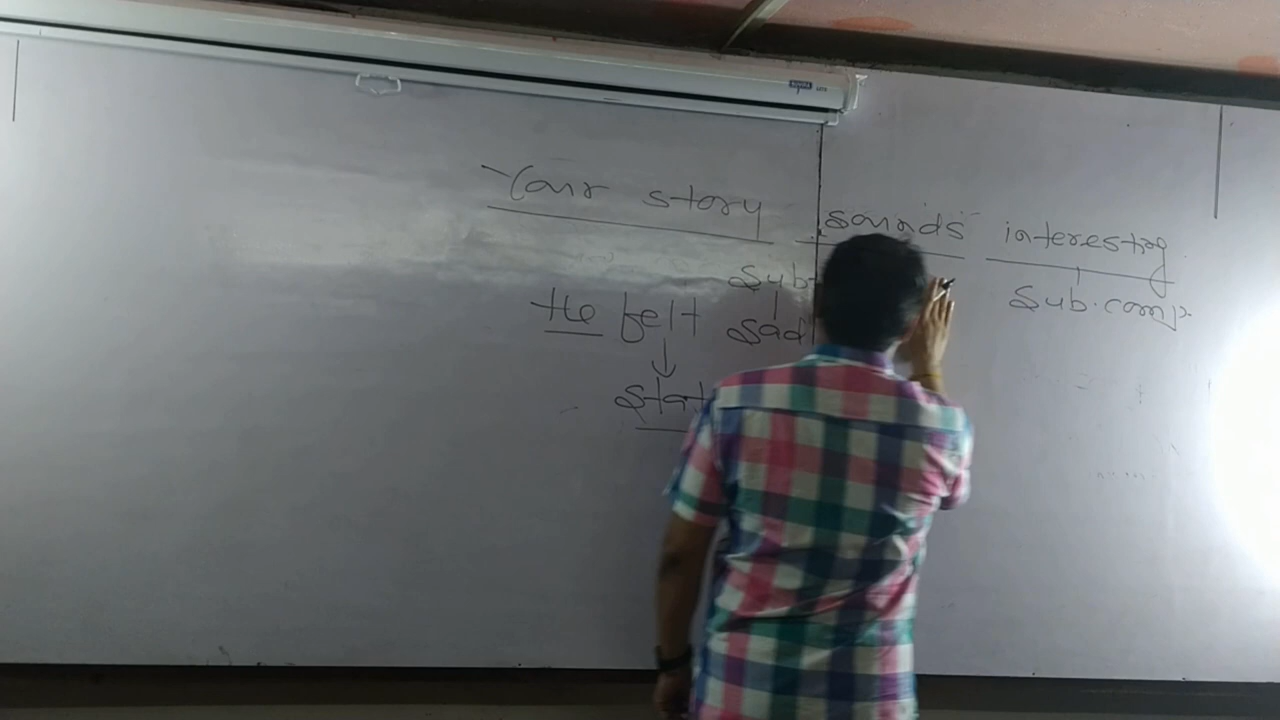 Your story sounds interesting
Sub
Sub.comp.
He felt Sad
Stat